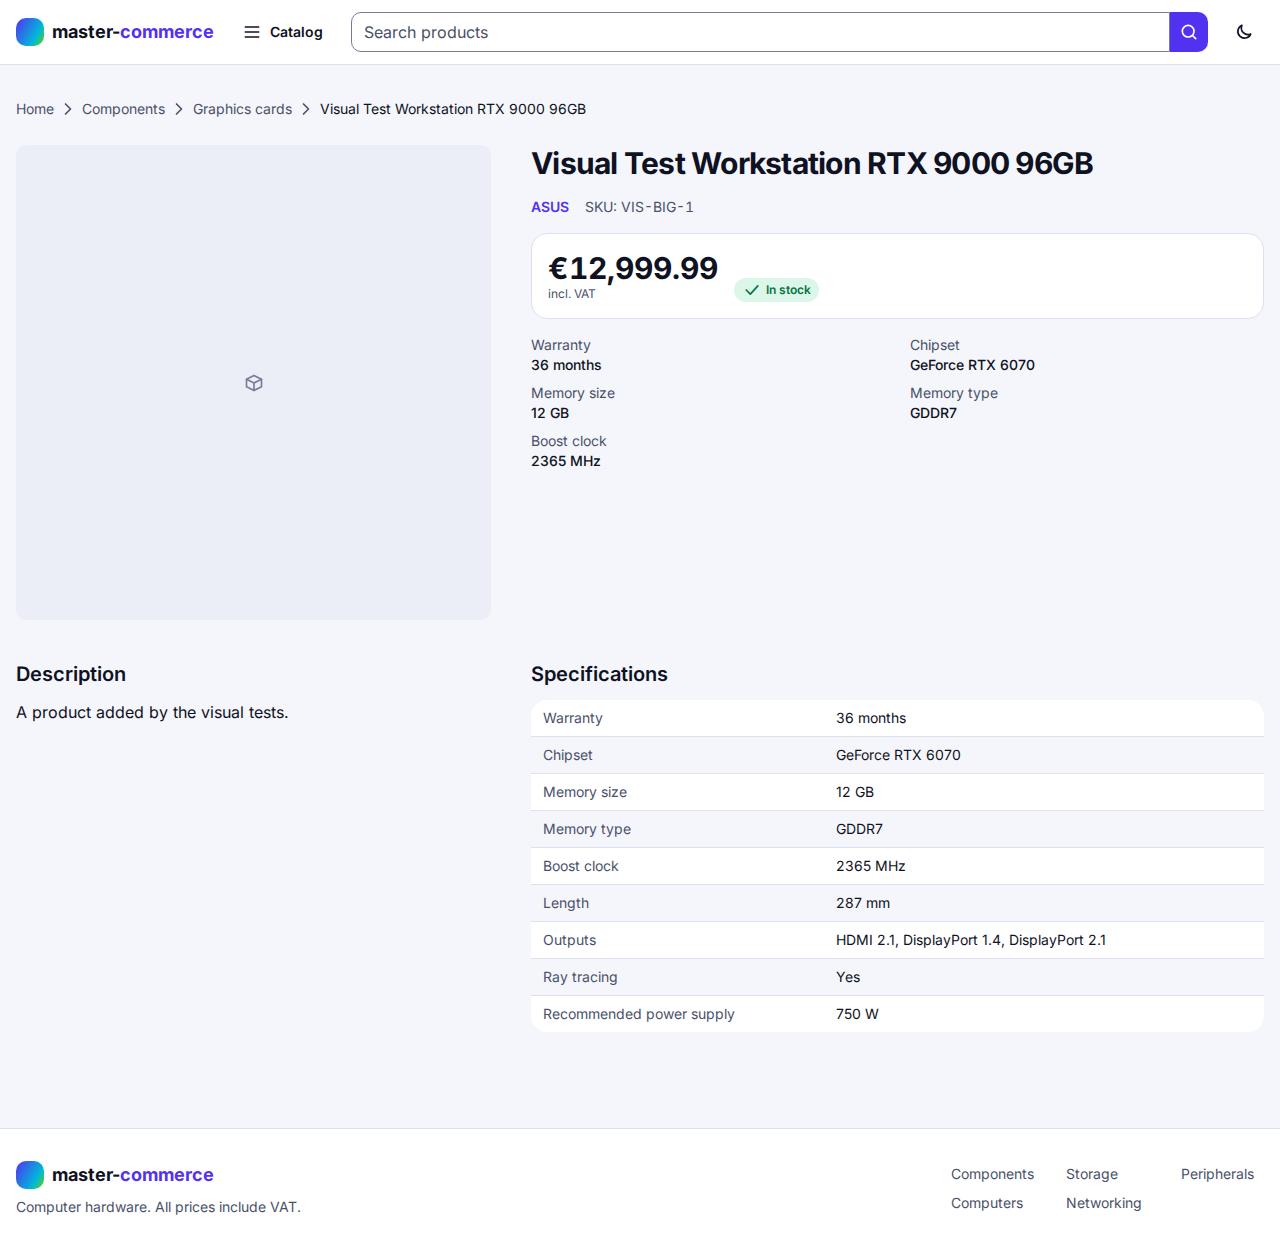 master-commerce
Catalog
Search products
Home
Components
Graphics cards
Visual Test Workstation RTX 9000 96GB
Visual Test Workstation RTX 9000 96GB
ASUS SKU: VIS-BIG-1
€12,999.99
incl. VAT
In stock
Warranty
36 months
Chipset
GeForce RTX 6070
Memory size
12 GB
Memory type
GDDR7
Boost clock
2365 MHz
Description
A product added by the visual tests.
Specifications
Warranty 36 months
Chipset GeForce RTX 6070
Memory size 12 GB
Memory type GDDR7
Boost clock 2365 MHz
Length 287 mm
Outputs HDMI 2.1, DisplayPort 1.4, DisplayPort 2.1
Ray tracing Yes
Recommended power supply 750 W
master-commerce
Computer hardware. All prices include VAT.
Components Storage Peripherals
Computers Networking